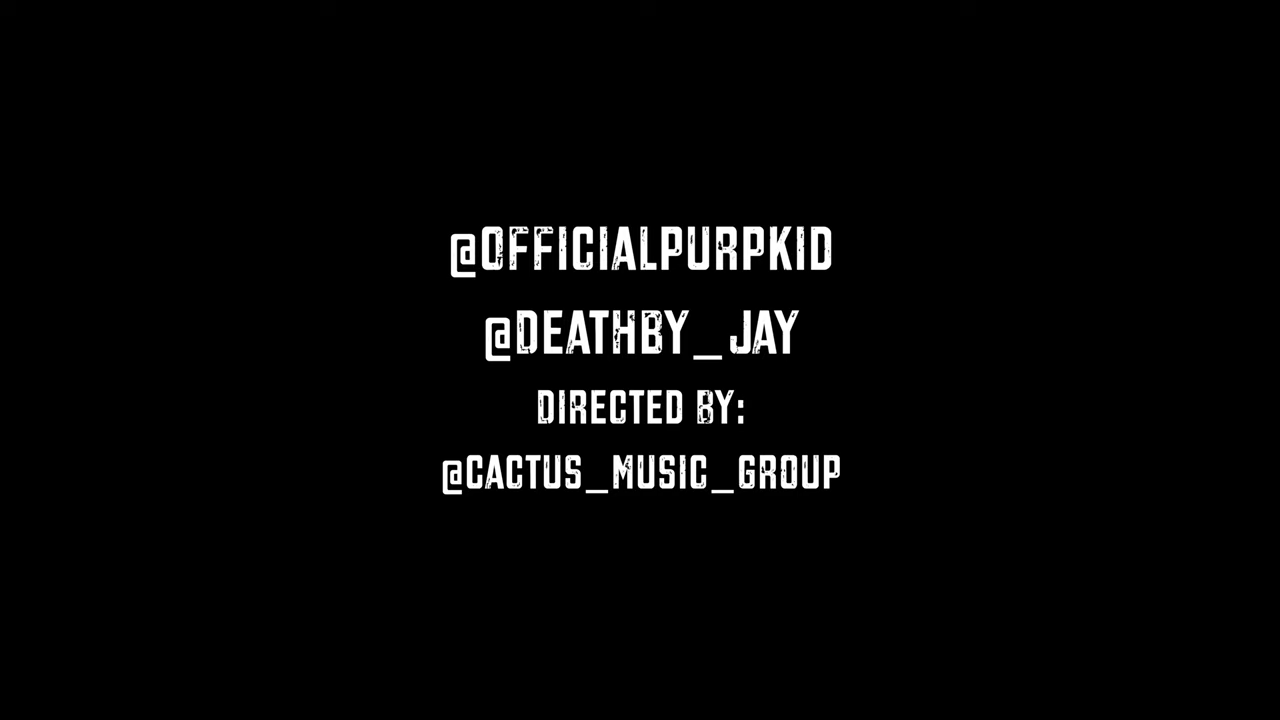 @OFFICIALPURPKID
@DEATHBY_JAY
DIRECTED BY:
@CACTUS_MUSIC_GROUP